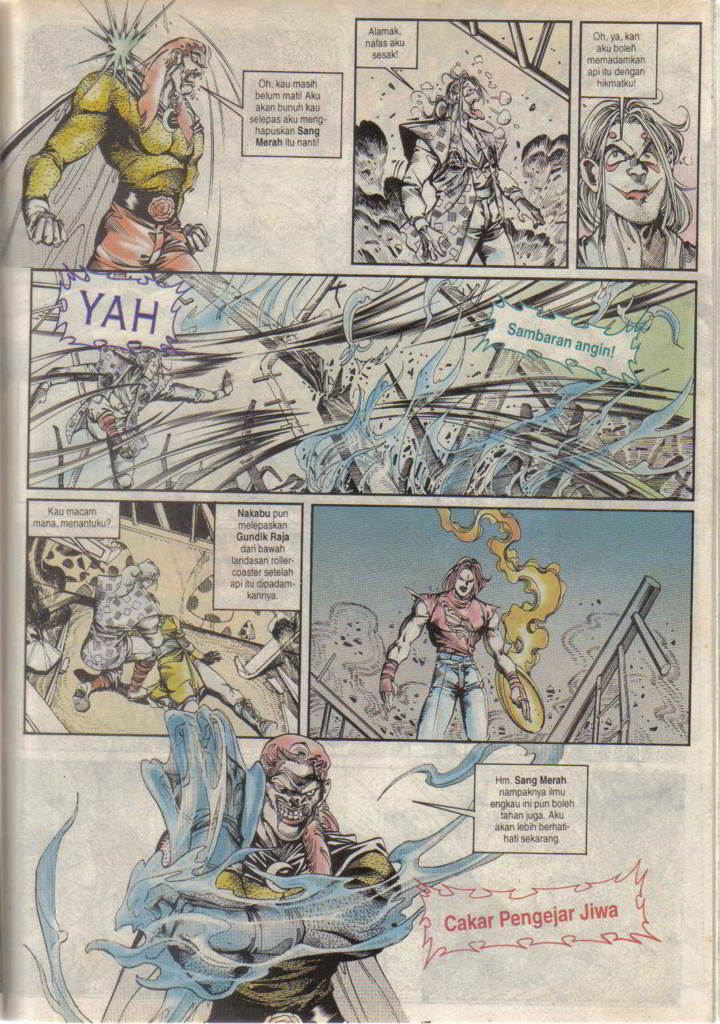 Oh, kau masih
belum mati! Aku
akan bunuh kau
selepas aku meng-
hapuskan Sang
Merah itu nanti!
Alamak,
nafas aku
sesak!
Oh, ya, kan
aku boleh
memadamkan
api itu dengan
hikmatku!
YAH
Sambaran angin!
Kau macam
mana, menantuku?
Nakabu pun
melepaskan
Gundik Raja
dari bawah
landasan roller-
coaster setelah
api itu dipadam-
kannya.
Hm. Sang Merah
nampaknya ilmu
engkau ini pun boleh
tahan juga. Aku
akan lebih berhati-
hati sekarang.
Cakar Pengejar Jiwa